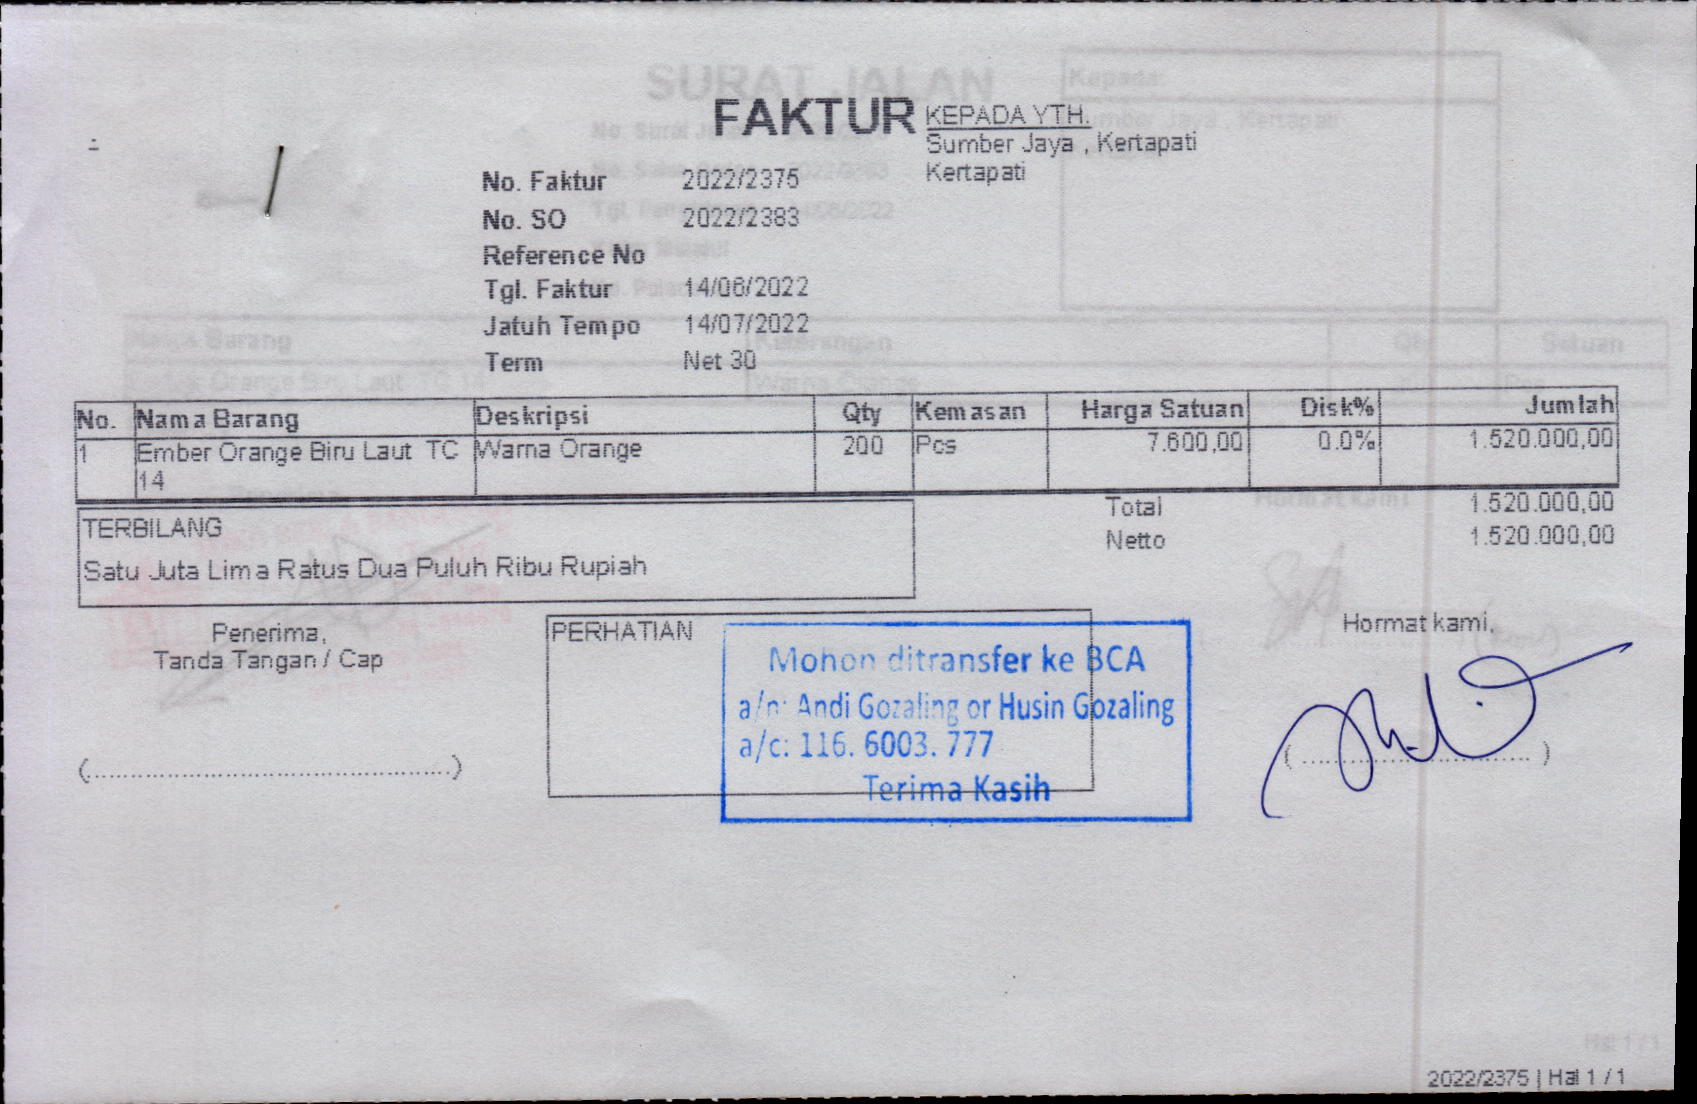 FAKTUR
KEPADA YTH.
Sumber Jaya , Kertapati
Kertapati
No. Faktur 2022/2375
No. SO 2022/2383
Reference No
Tgl. Faktur 14/06/2022
Jatuh Tempo 14/07/2022
Term Net 30
No. Nama Barang Deskripsi Qty Kemasan Harga Satuan Disk% Jumlah
1 Ember Orange Biru Laut TC 14 Warna Orange 200 Pcs 7.600,00 0.0% 1.520.000,00
Total 1.520.000,00
Netto 1.520.000,00
TERBILANG
Satu Juta Lima Ratus Dua Puluh Ribu Rupiah
Penerima,
Tanda Tangan / Cap
PERHATIAN
Mohon ditransfer ke BCA
a/n: Andi Gozaling or Husin Gozaling
a/c: 116. 6003. 777
Terima Kasih
Hormat kami,
SURAT JALAN
Kepada:
2022/2375 | Hal 1 / 1